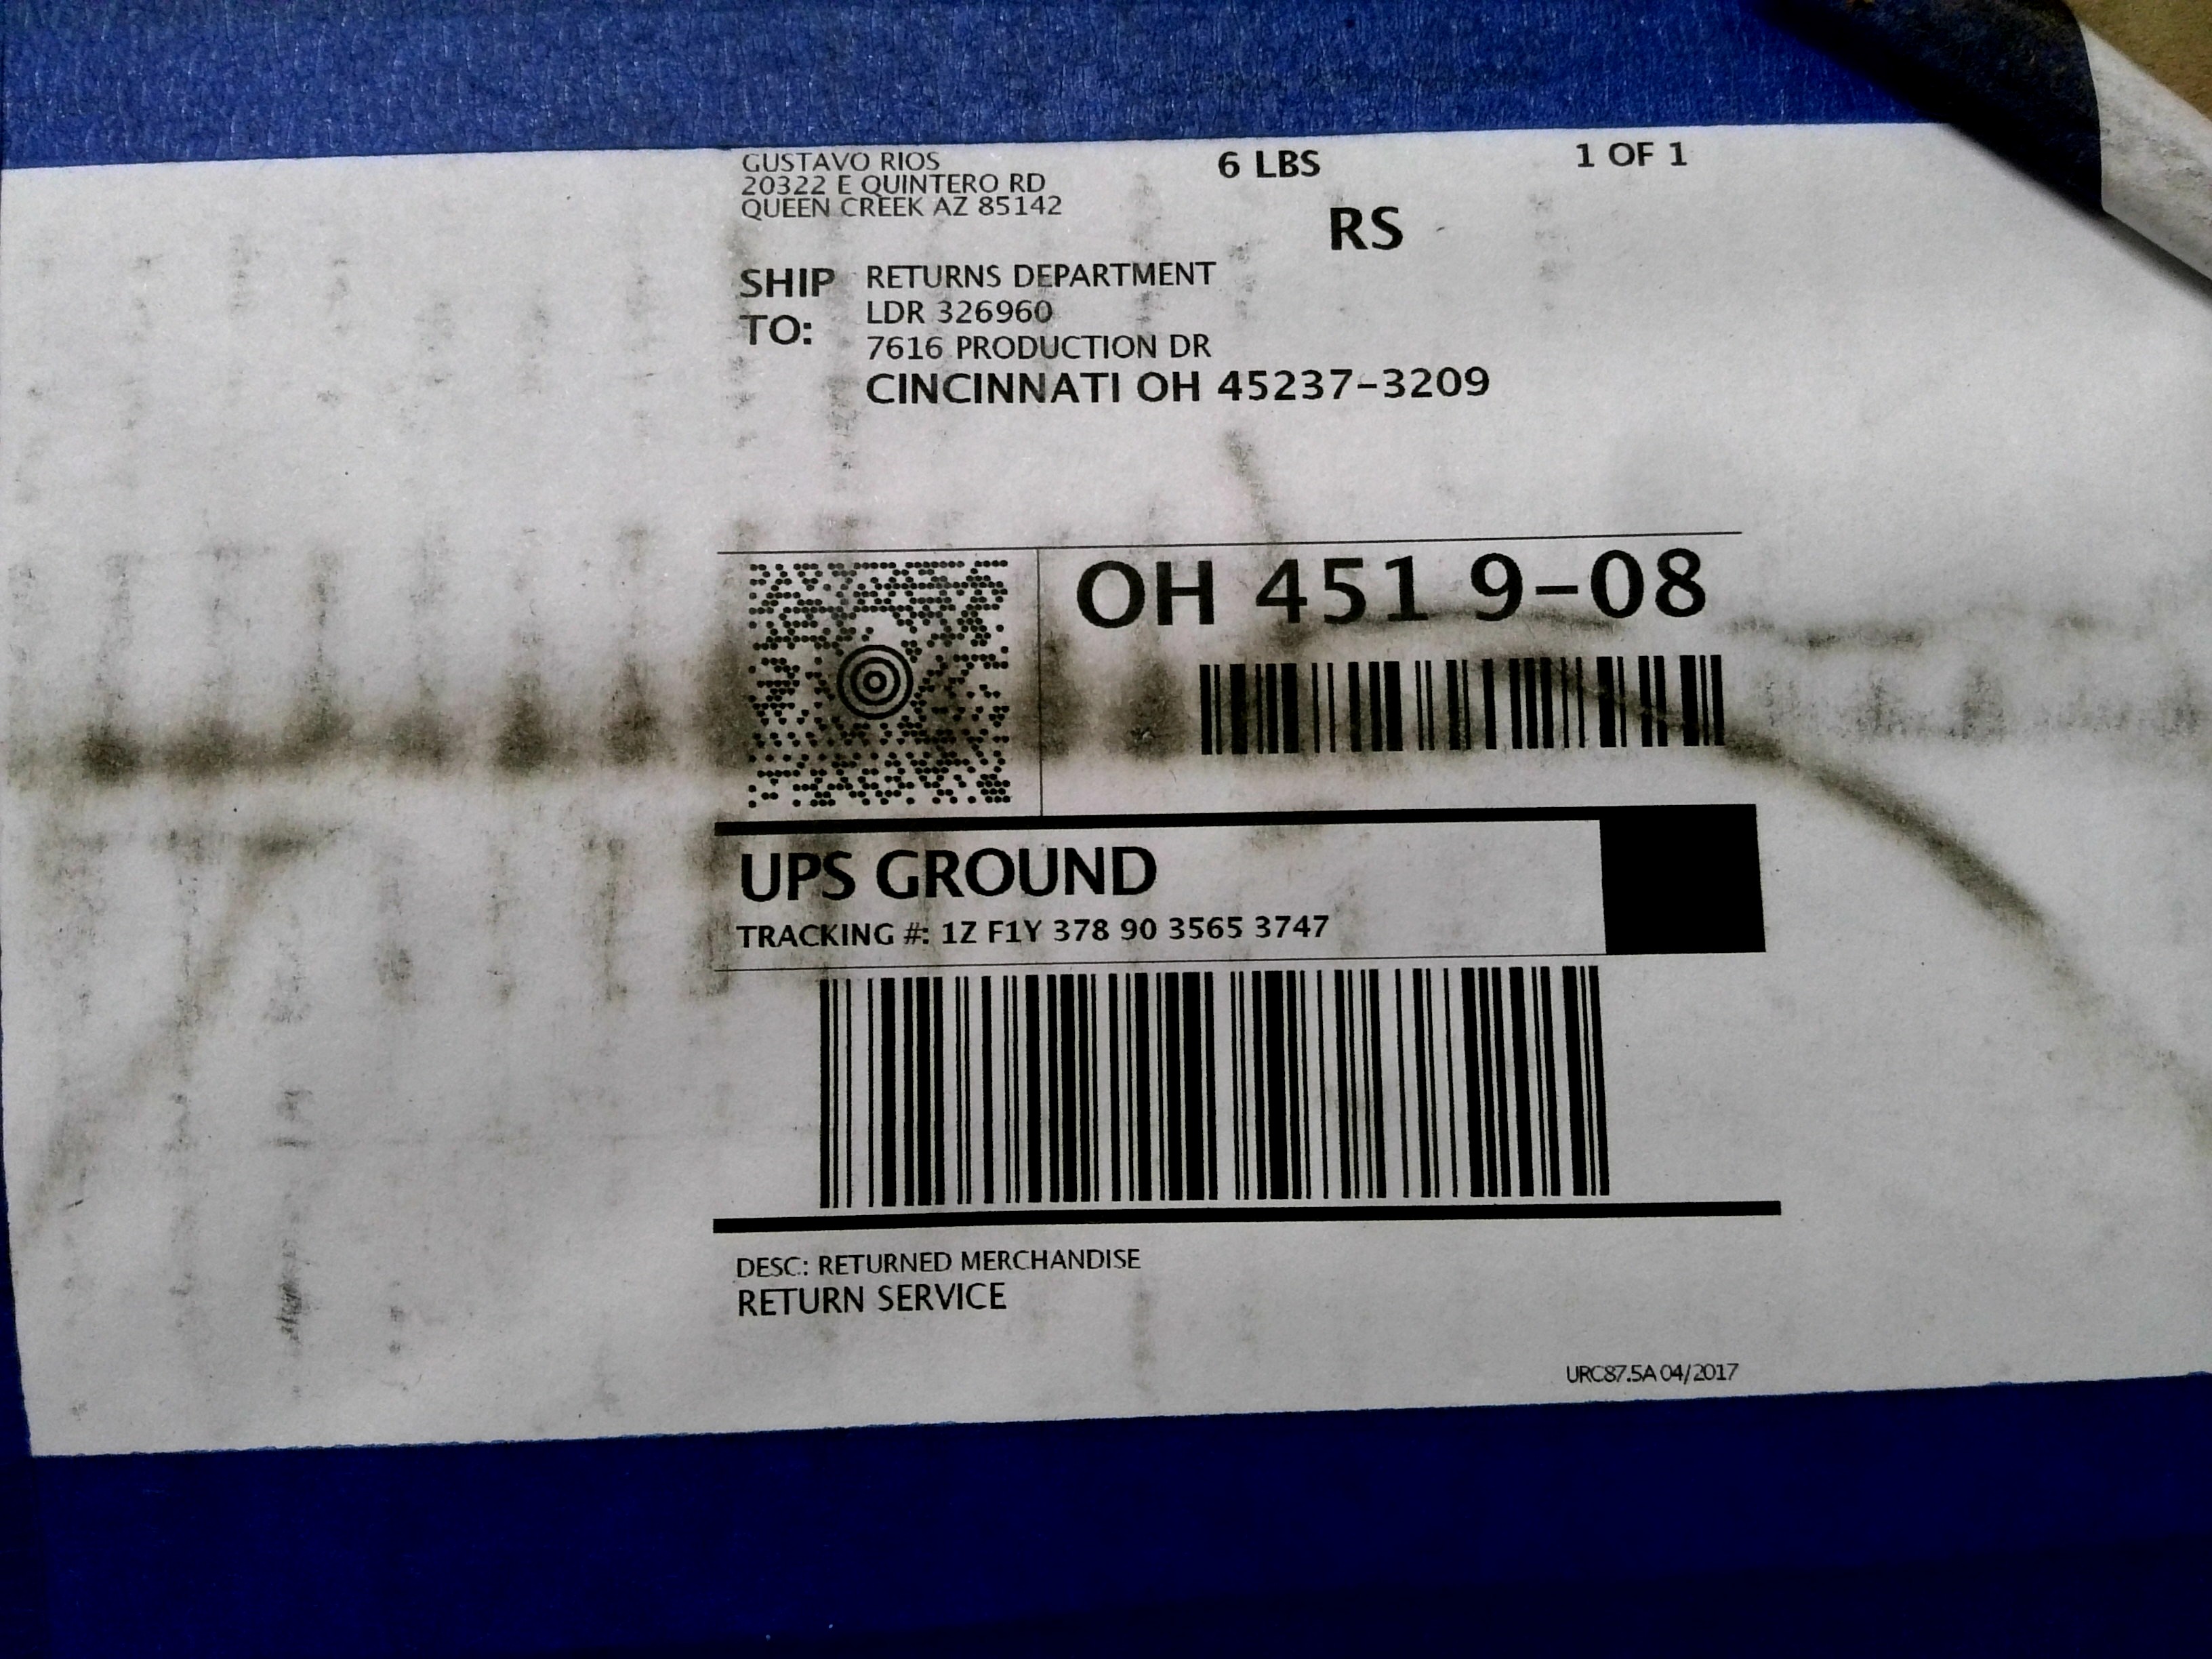 GUSTAVO RIOS
20322 E QUINTERO RD
QUEEN CREEK AZ 85142
6 LBS
1 OF 1
RS
SHIP TO:
RETURNS DEPARTMENT
LDR 326960
7616 PRODUCTION DR
CINCINNATI OH 45237-3209
OH 451 9-08
UPS GROUND
TRACKING #: 1Z F1Y 378 90 3565 3747
DESC: RETURNED MERCHANDISE
RETURN SERVICE
URC87.5A 04/2017